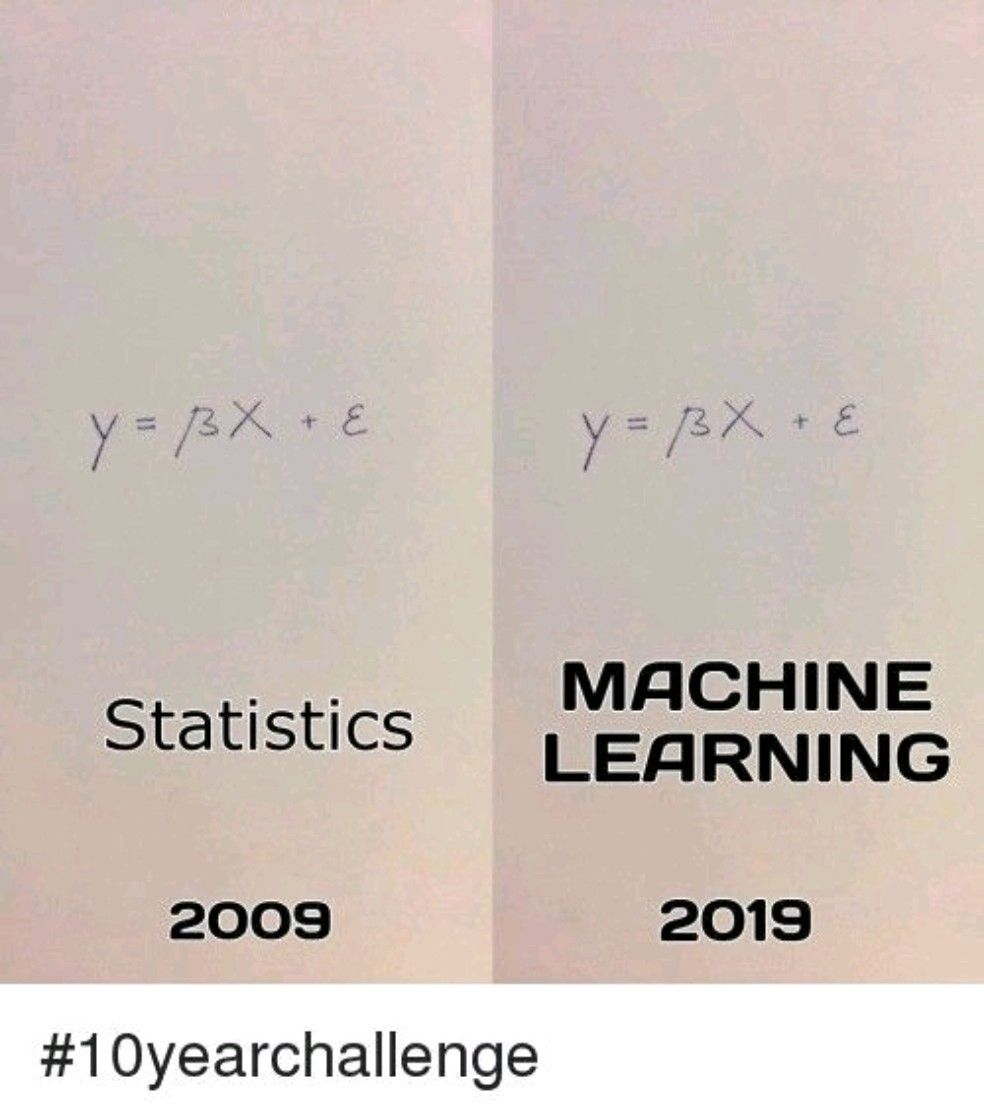 y = βX + ε
Statistics
2009
y = βX + ε
MACHINE
LEARNING
2019
#10yearchallenge